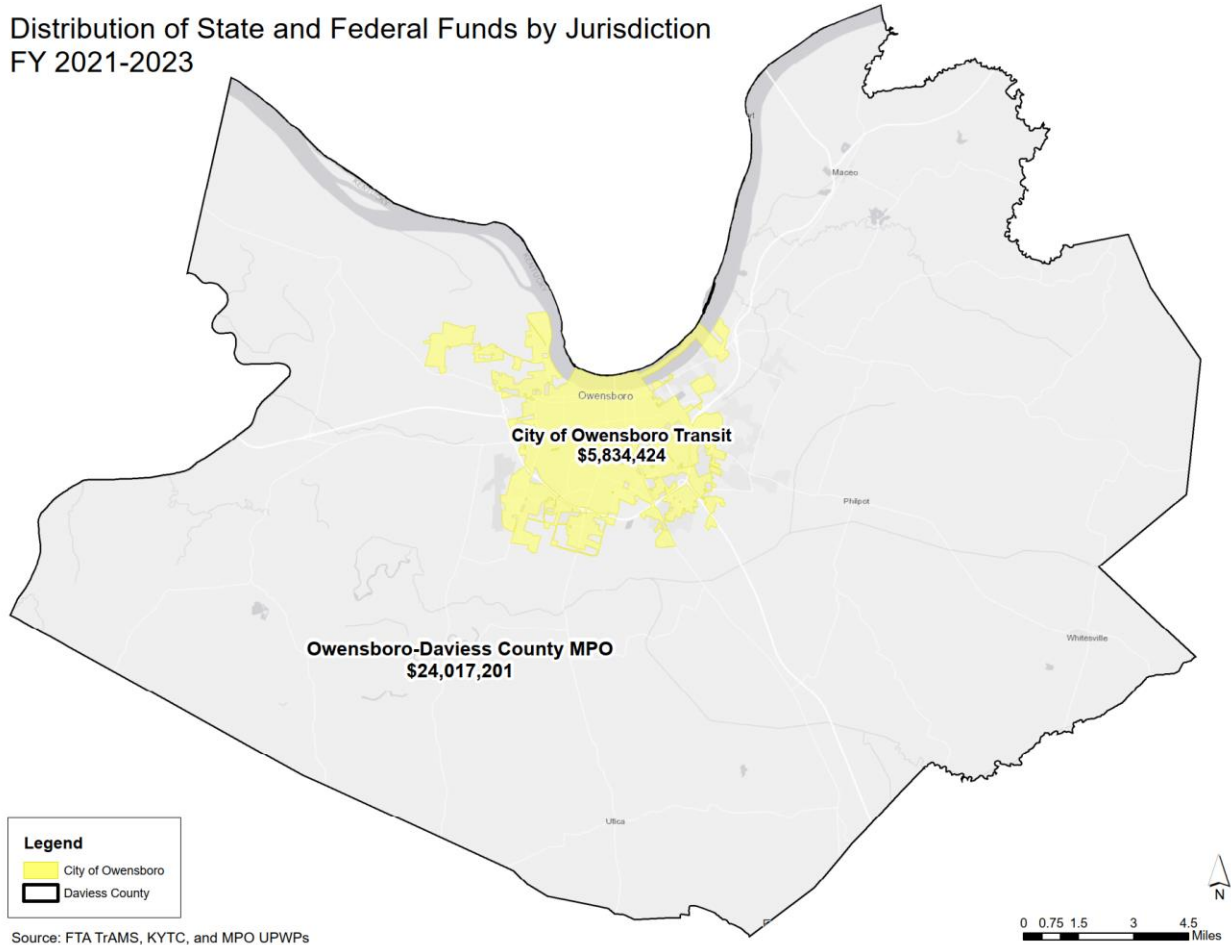 Distribution of State and Federal Funds by Jurisdiction
FY 2021-2023
Maceo
Owensboro
City of Owensboro Transit
$5,834,424
Philpot
Whitesville
Owensboro-Daviess County MPO
$24,017,201
Utica
Legend
City of Owensboro
Daviess County
N
0 0.75 1.5 3 4.5
Miles
Source: FTA TrAMS, KYTC, and MPO UPWPs